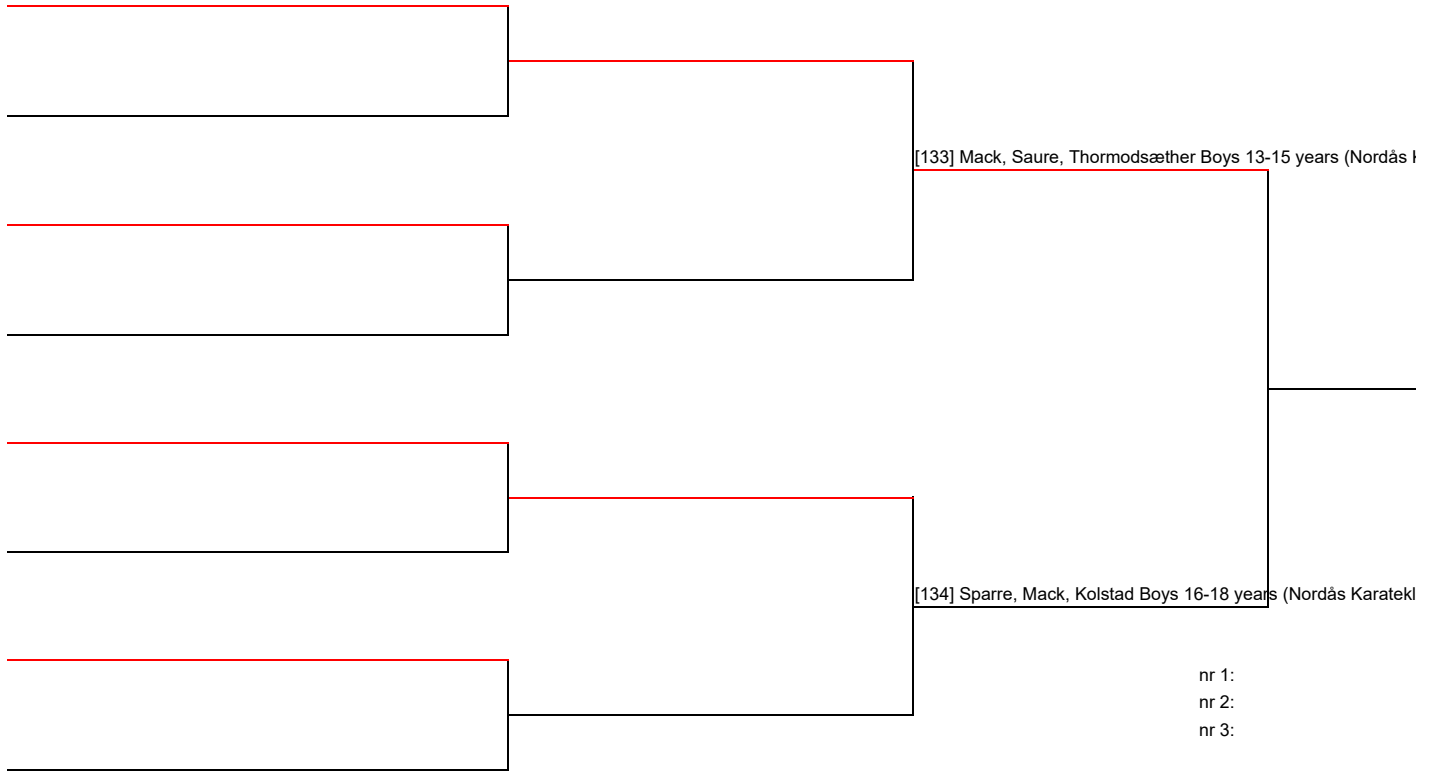 [133] Mack, Saure, Thormodsæther Boys 13-15 years (Nordås
[134] Sparre, Mack, Kolstad Boys 16-18 years (Nordås Karatekl
nr 1:
nr 2:
nr 3: